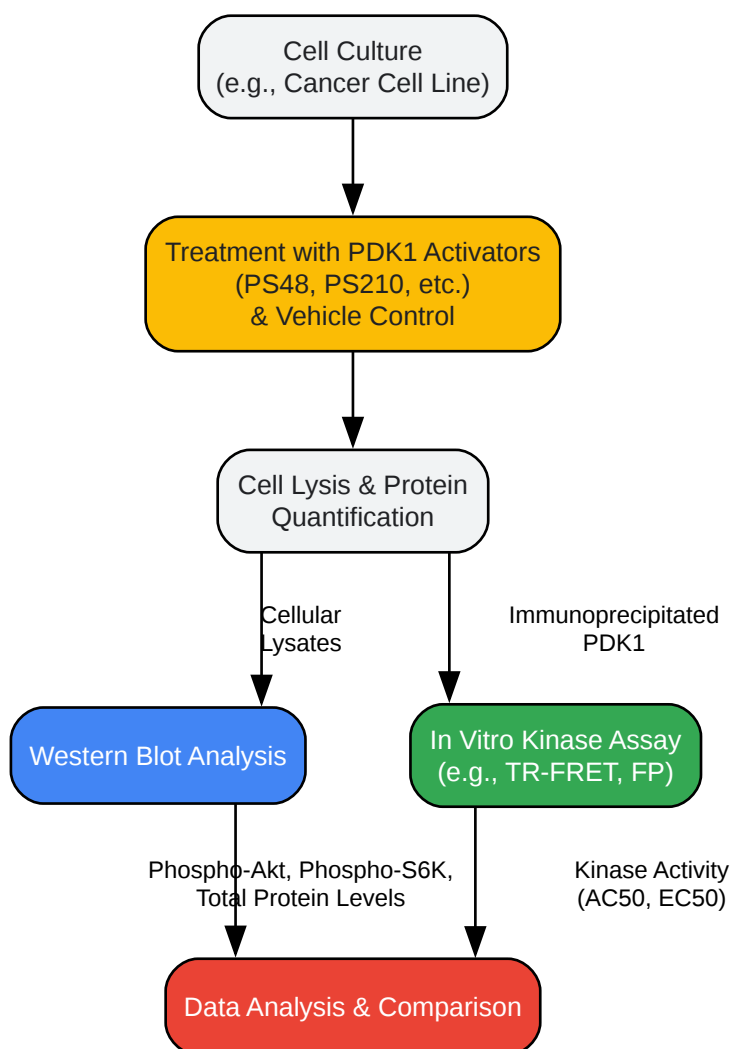 Cell Culture
(e.g., Cancer Cell Line)
Treatment with PDK1 Activators
(PS48, PS210, etc.)
& Vehicle Control
Cell Lysis & Protein
Quantification
Cellular
Lysates
Immunoprecipitated
PDK1
Western Blot Analysis
In Vitro Kinase Assay
(e.g., TR-FRET, FP)
Phospho-Akt, Phospho-S6K,
Total Protein Levels
Kinase Activity
(AC50, EC50)
Data Analysis & Comparison